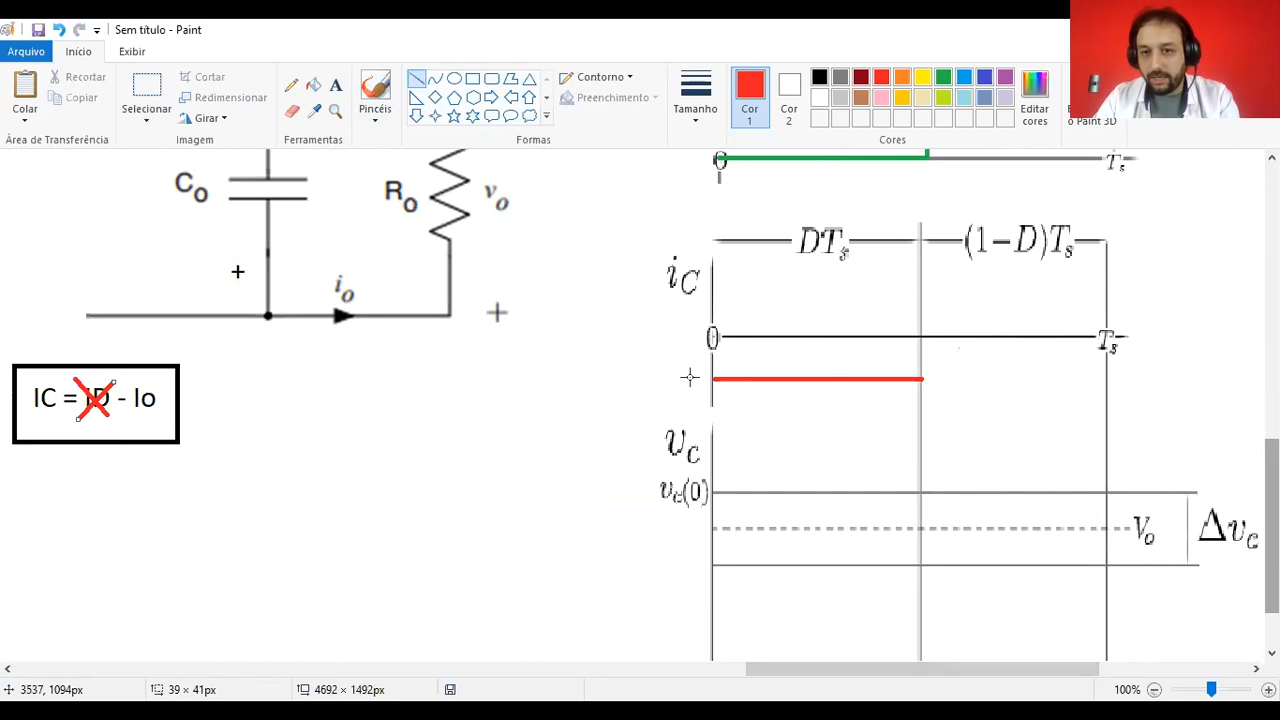 Sem título - Paint
Arquivo
Início
Exibir
Colar
Recortar
Copiar
Área de Transferência
Selecionar
Cortar
Redimensionar
Girar
Imagem
A
Ferramentas
Pincéis
Contorno
Preenchimento
Formas
Tamanho
Cor
1
Cor
2
Editar
cores
o Paint 3D
Cores
0
Ts
Co
Ro
vo
+
io
+
IC = ID - Io
DTs
(1-D)Ts
iC
0
Ts
vC
vc(0)
Vo
Δvc
3537, 1094px
39 × 41px
4692 × 1492px
100%